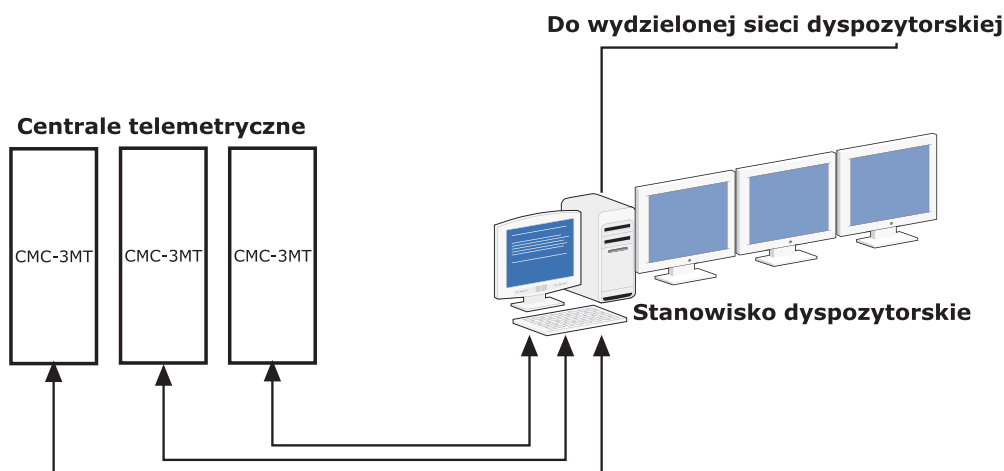 Do wydzielonej sieci dyspozytorskiej
Centrale telemetryczne
CMC-3MT
CMC-3MT
CMC-3MT
Stanowisko dyspozytorskie